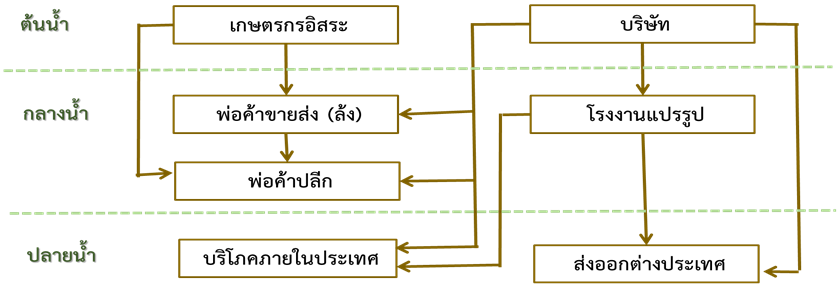 ต้นน้ำ
เกษตรกรอิสระ
บริษัท
กลางน้ำ
พ่อค้าขายส่ง (ล้ง)
โรงงานแปรรูป
พ่อค้าปลีก
ปลายน้ำ
บริโภคภายในประเทศ
ส่งออกต่างประเทศ